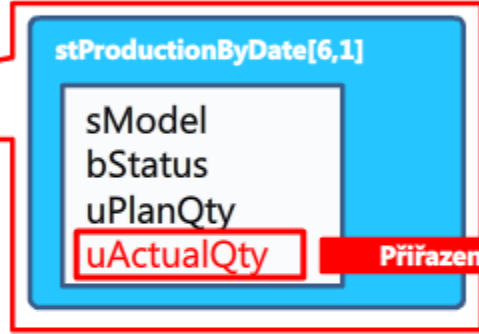 stProductionByDate[6,1]
sModel
bStatus
uPlanQty
uActualQty
Přiřazen